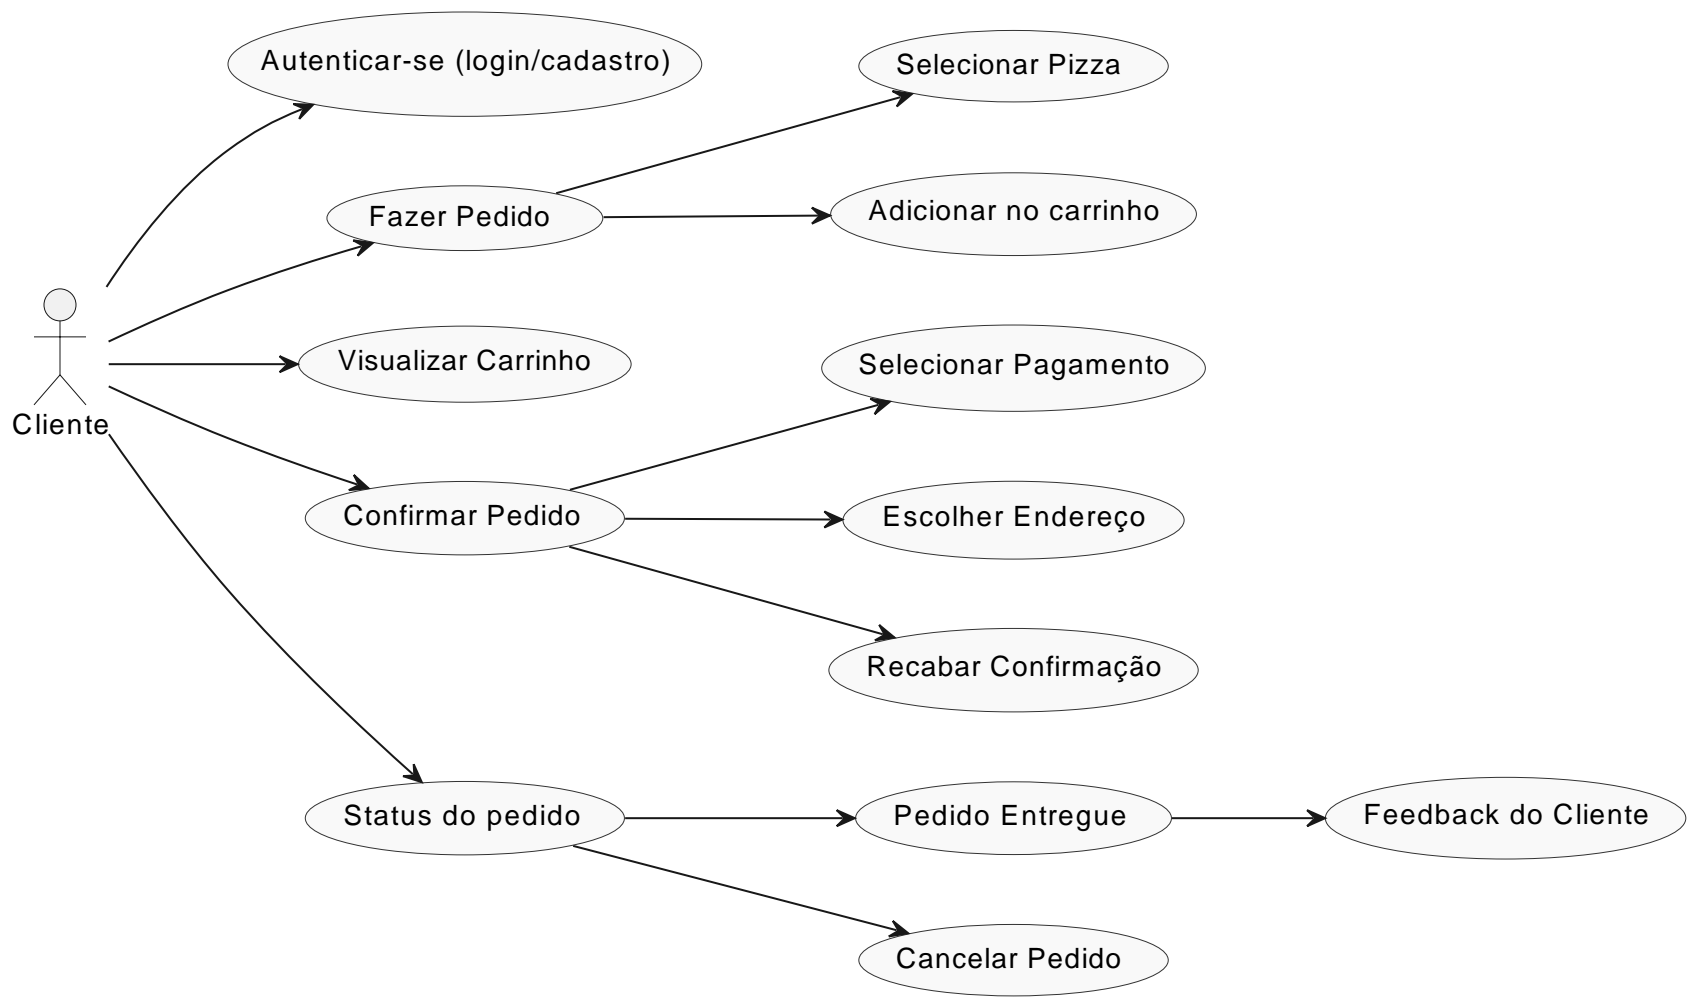 Autenticar-se (login/cadastro)
Selecionar Pizza
Fazer Pedido
Adicionar no carrinho
Visualizar Carrinho
Selecionar Pagamento
Cliente
Confirmar Pedido
Escolher Endereço
Recabar Confirmação
Status do pedido
Pedido Entregue
Feedback do Cliente
Cancelar Pedido